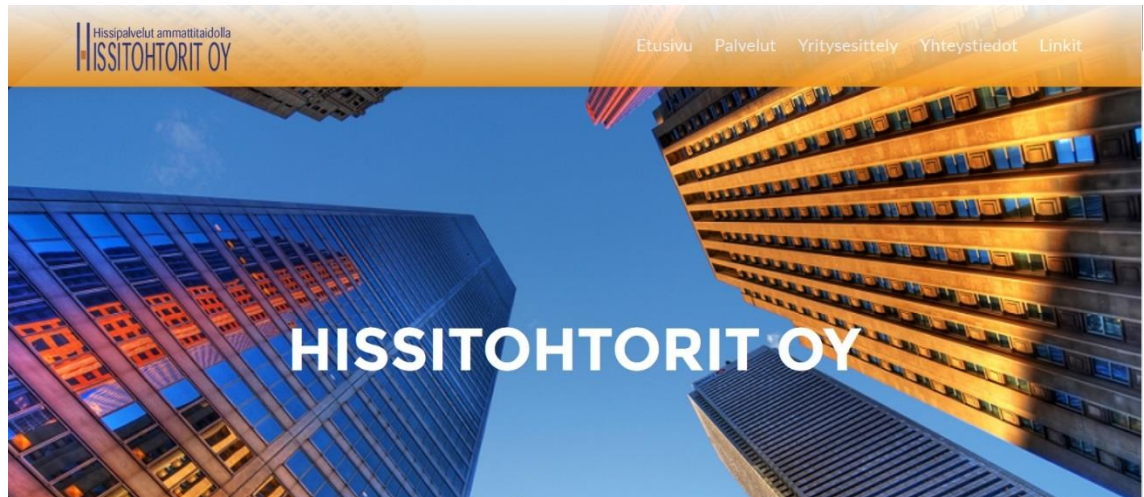 Hissipalvelut ammattitaidolla
HISSITOHTORIT OY
Etusivu Palvelut Yritysesittely Yhteystiedot Linkit
HISSITOHTORIT OY